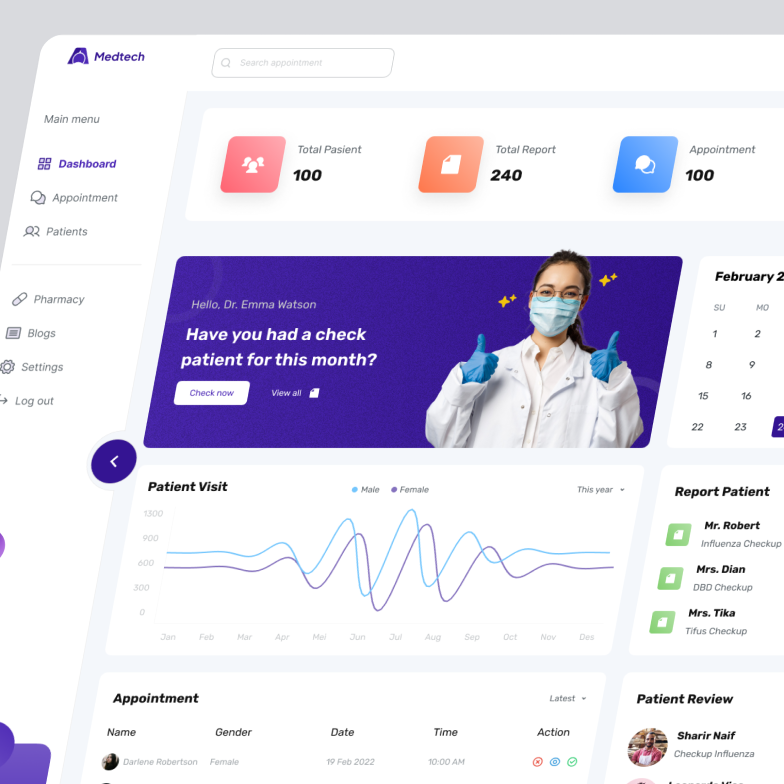 Medtech
Search appointment
Main menu
Dashboard
Appointment
Patients
Pharmacy
Blogs
Settings
Log out
Total Pasient
100
Total Report
240
Appointment
100
Hello, Dr. Emma Watson
Have you had a check
patient for this month?
Check now
View all
February 2
SU MO
1 2
8 9
15 16
22 23 2
Patient Visit
Male Female
This year
1300
900
600
300
0
Jan Feb Mar Apr Mei Jun Jul Aug Sep Oct Nov Des
Report Patient
Mr. Robert
Influenza Checkup
Mrs. Dian
DBD Checkup
Mrs. Tika
Tifus Checkup
Appointment
Latest
Name Gender Date Time Action
Darlene Robertson Female 19 Feb 2022 10:00 AM
Patient Review
Sharir Naif
Checkup Influenza